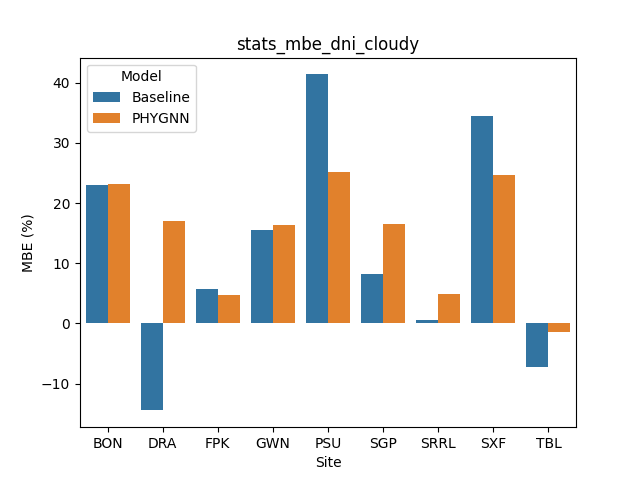 stats_mbe_dni_cloudy
Model
Baseline
PHYGNN
MBE (%)
40
30
20
10
0
−10
BON DRA FPK GWN PSU SGP SRRL SXF TBL
Site